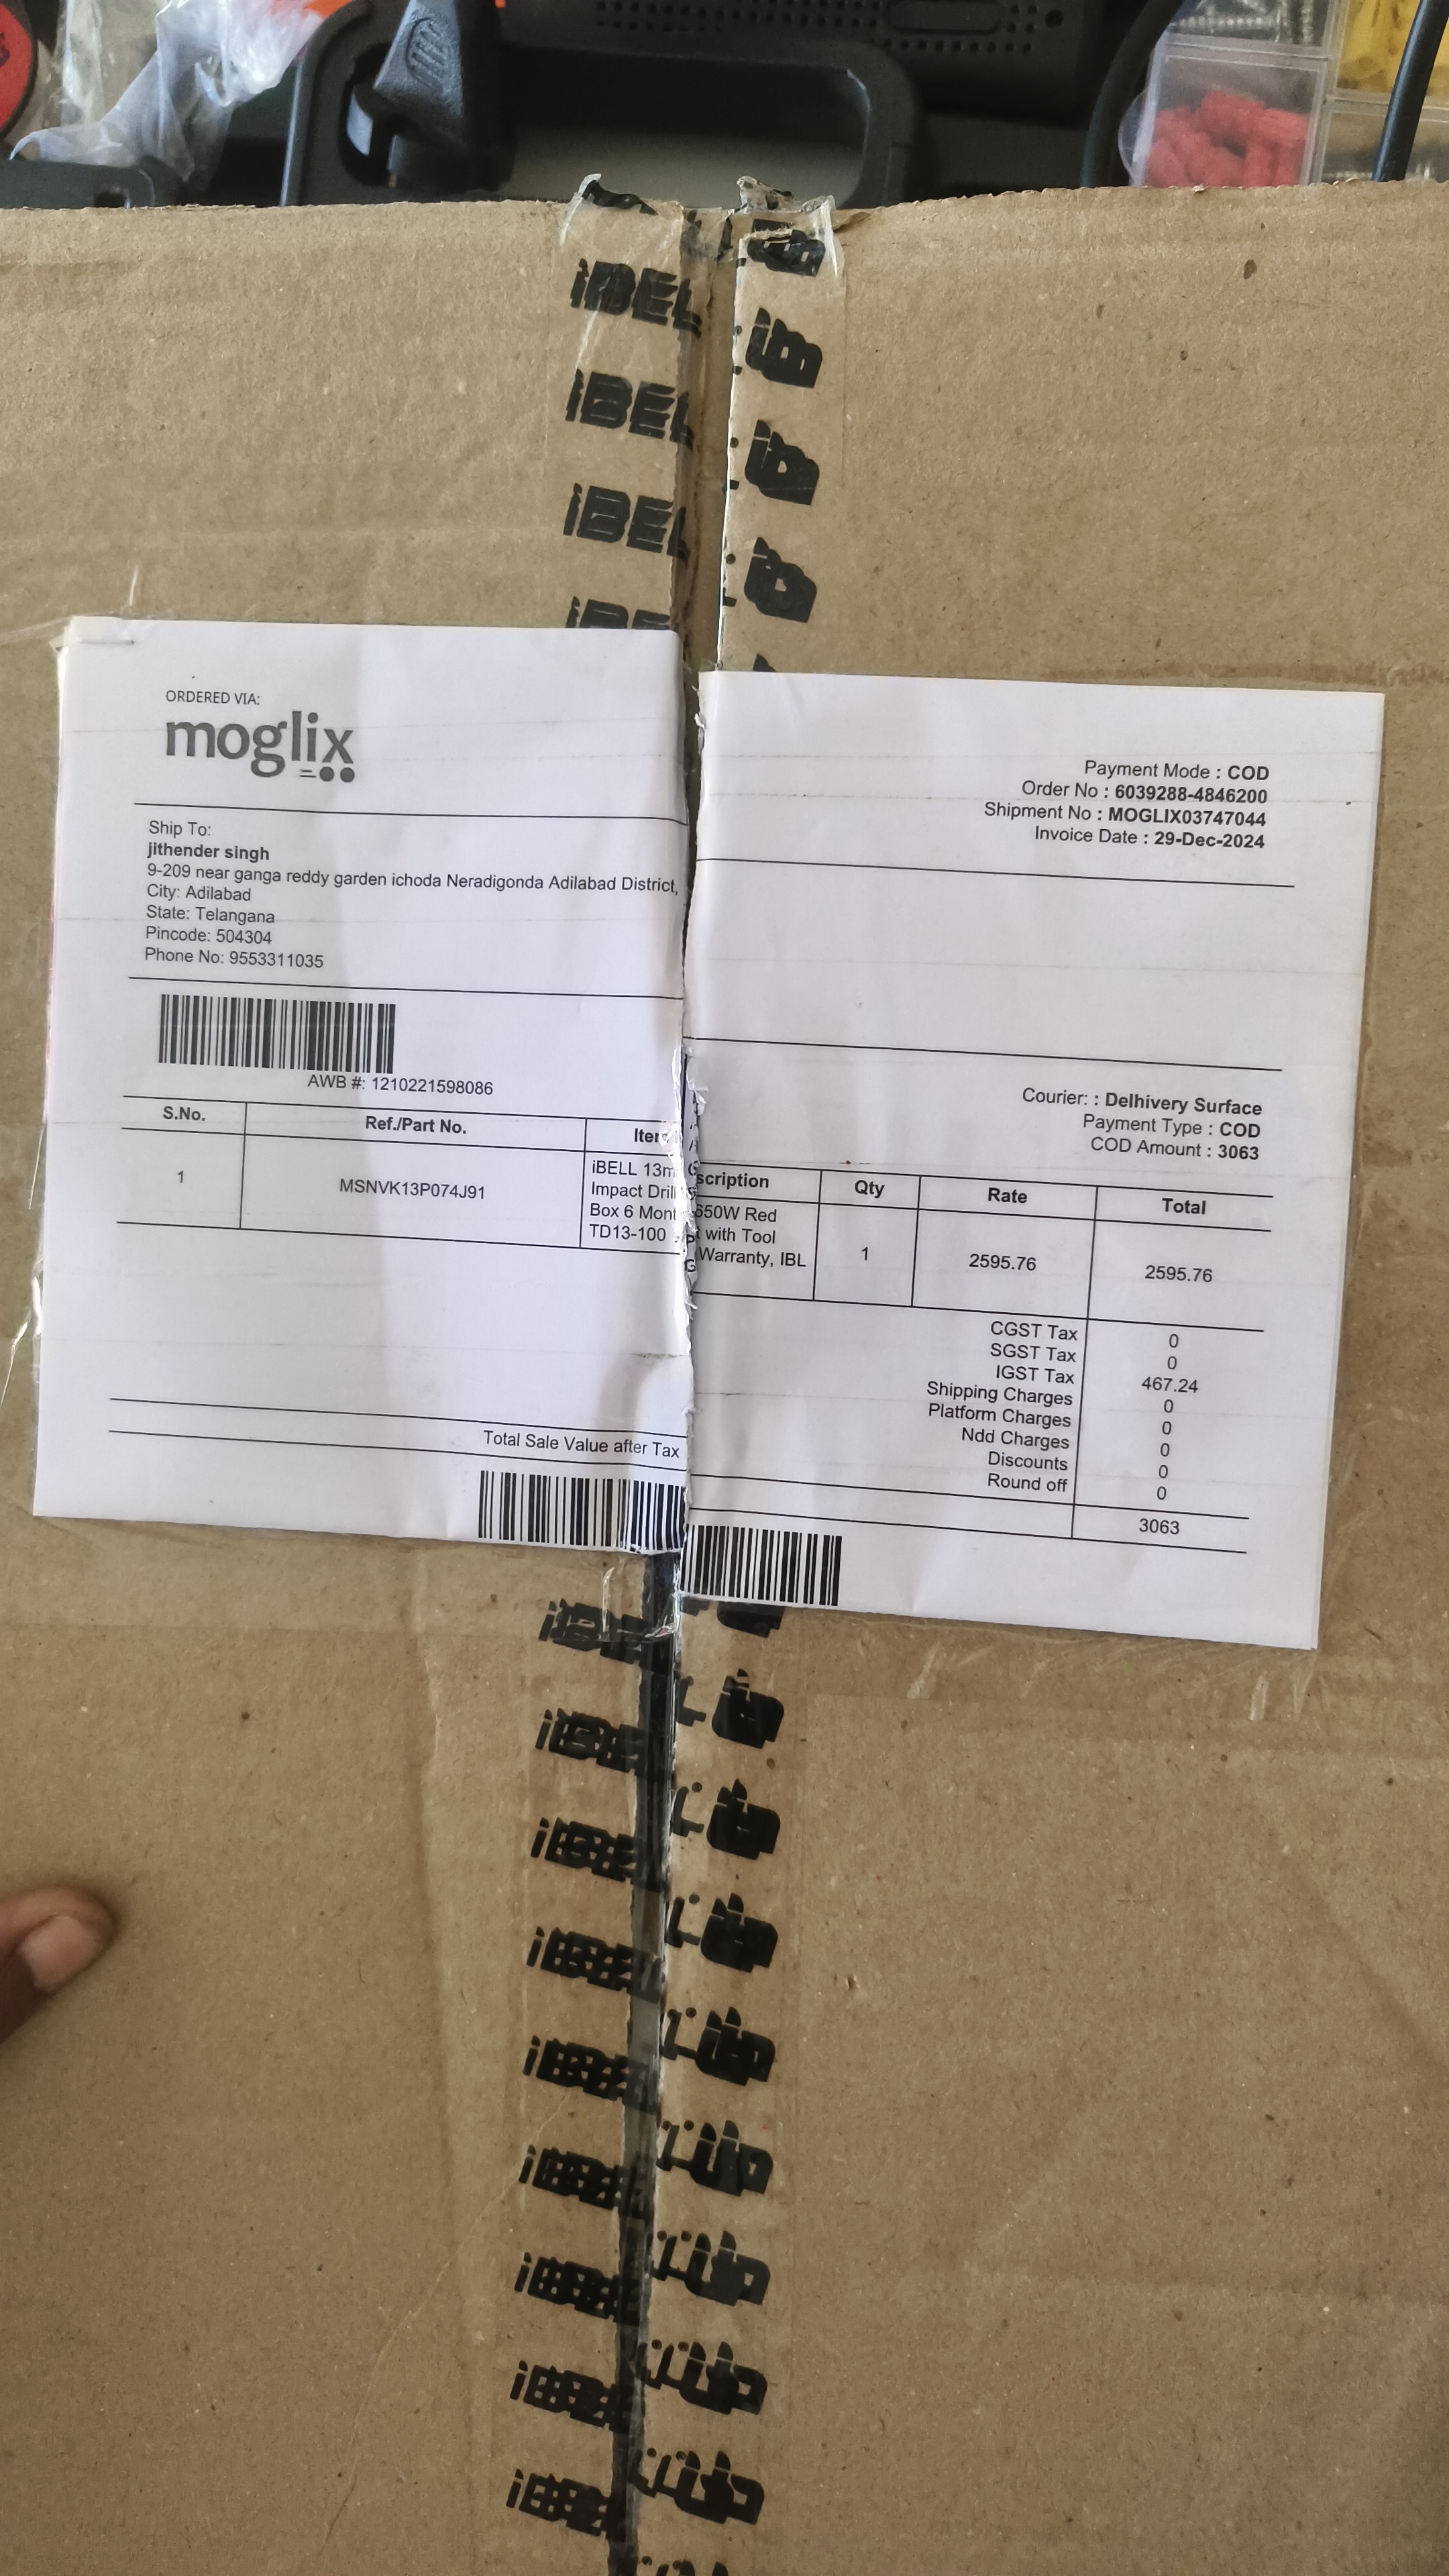 iBEL
iBEL
iBEL
ORDERED VIA:
moglix
Payment Mode : COD
Order No : 6039288-4846200
Shipment No : MOGLIX03747044
Invoice Date : 29-Dec-2024
Ship To:
jithender singh
9-209 near ganga reddy garden ichoda Neradigonda Adilabad District,
City: Adilabad
State: Telangana
Pincode: 504304
Phone No: 9553311035
AWB #: 1210221598086
Courier: : Delhivery Surface
Payment Type : COD
COD Amount : 3063
S.No. Ref./Part No. Item scription Qty Rate Total
1 MSNVK13P074J91 iBELL 13m 650W Red 1 2595.76 2595.76
Impact Drill with Tool
Box 6 Mont Warranty, IBL
TD13-100
CGST Tax 0
SGST Tax 0
IGST Tax 467.24
Shipping Charges 0
Platform Charges 0
Ndd Charges 0
Discounts 0
Round off 0
Total Sale Value after Tax 3063